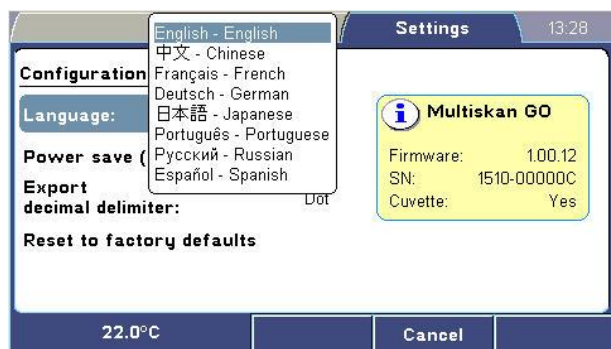 Settings
13:28
Configuration
Language:
English - English
中文 - Chinese
Français - French
Deutsch - German
日本語 - Japanese
Português - Portuguese
Русский - Russian
Español - Spanish
Power save (
Export
decimal delimiter:
Dot
Reset to factory defaults
i
Multiskan GO
Firmware: 1.00.12
SN: 1510-00000C
Cuvette: Yes
22.0°C
Cancel